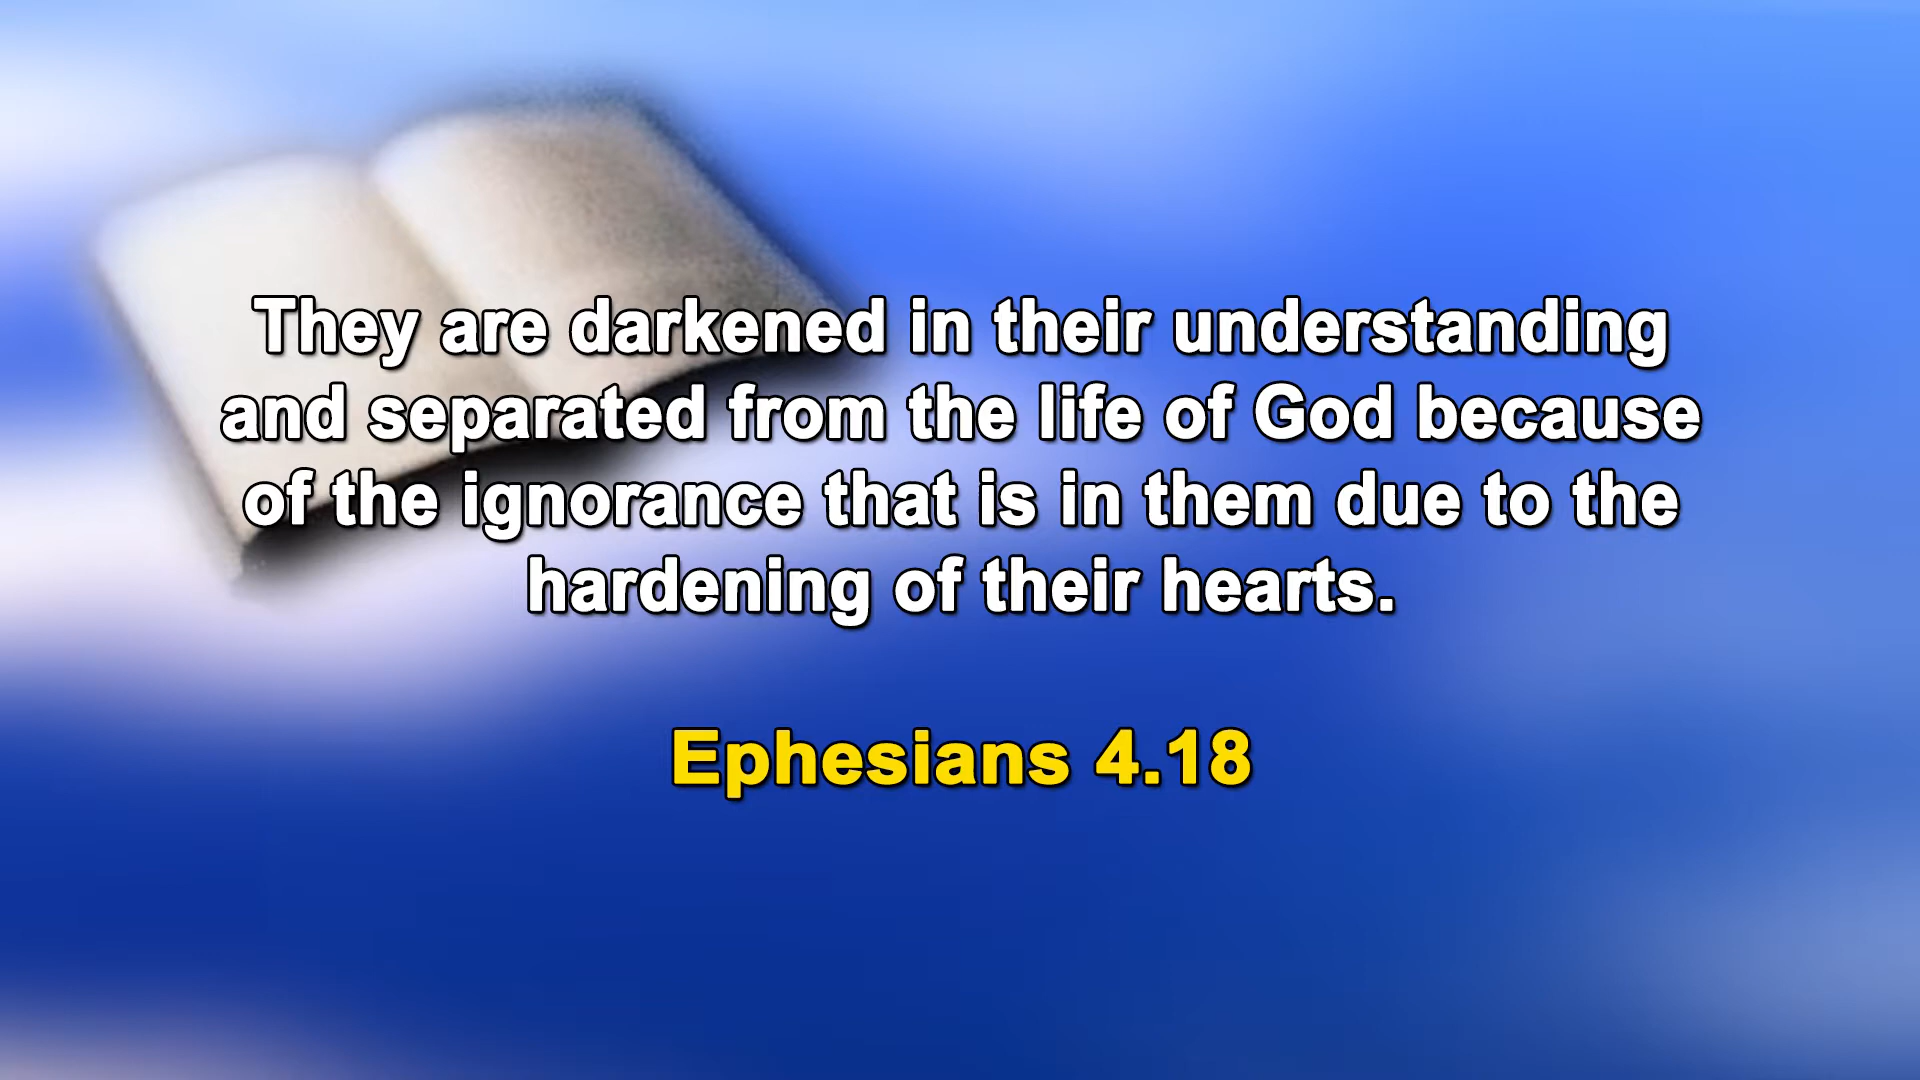 They are darkened in their understanding
and separated from the life of God because
of the ignorance that is in them due to the
hardening of their hearts.
Ephesians 4.18